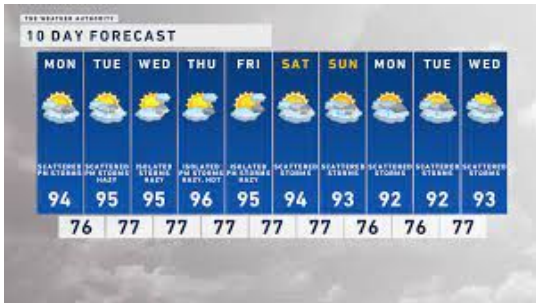 THE WEATHER AUTHORITY
10 DAY FORECAST
MON TUE WED THU FRI SAT SUN MON TUE WED
SCATTERED SCATTERED ISOLATED ISOLATED ISOLATED SCATTERED SCATTERED SCATTERED SCATTERED SCATTERED
PM STORMS PM STORMS STORMS PM STORMS PM STORMS STORMS STORMS STORMS STORMS STORMS
HAZY HAZY HAZY, HOT HAZY
94 95 95 96 95 94 93 92 92 93
76 77 77 77 77 77 76 76 77